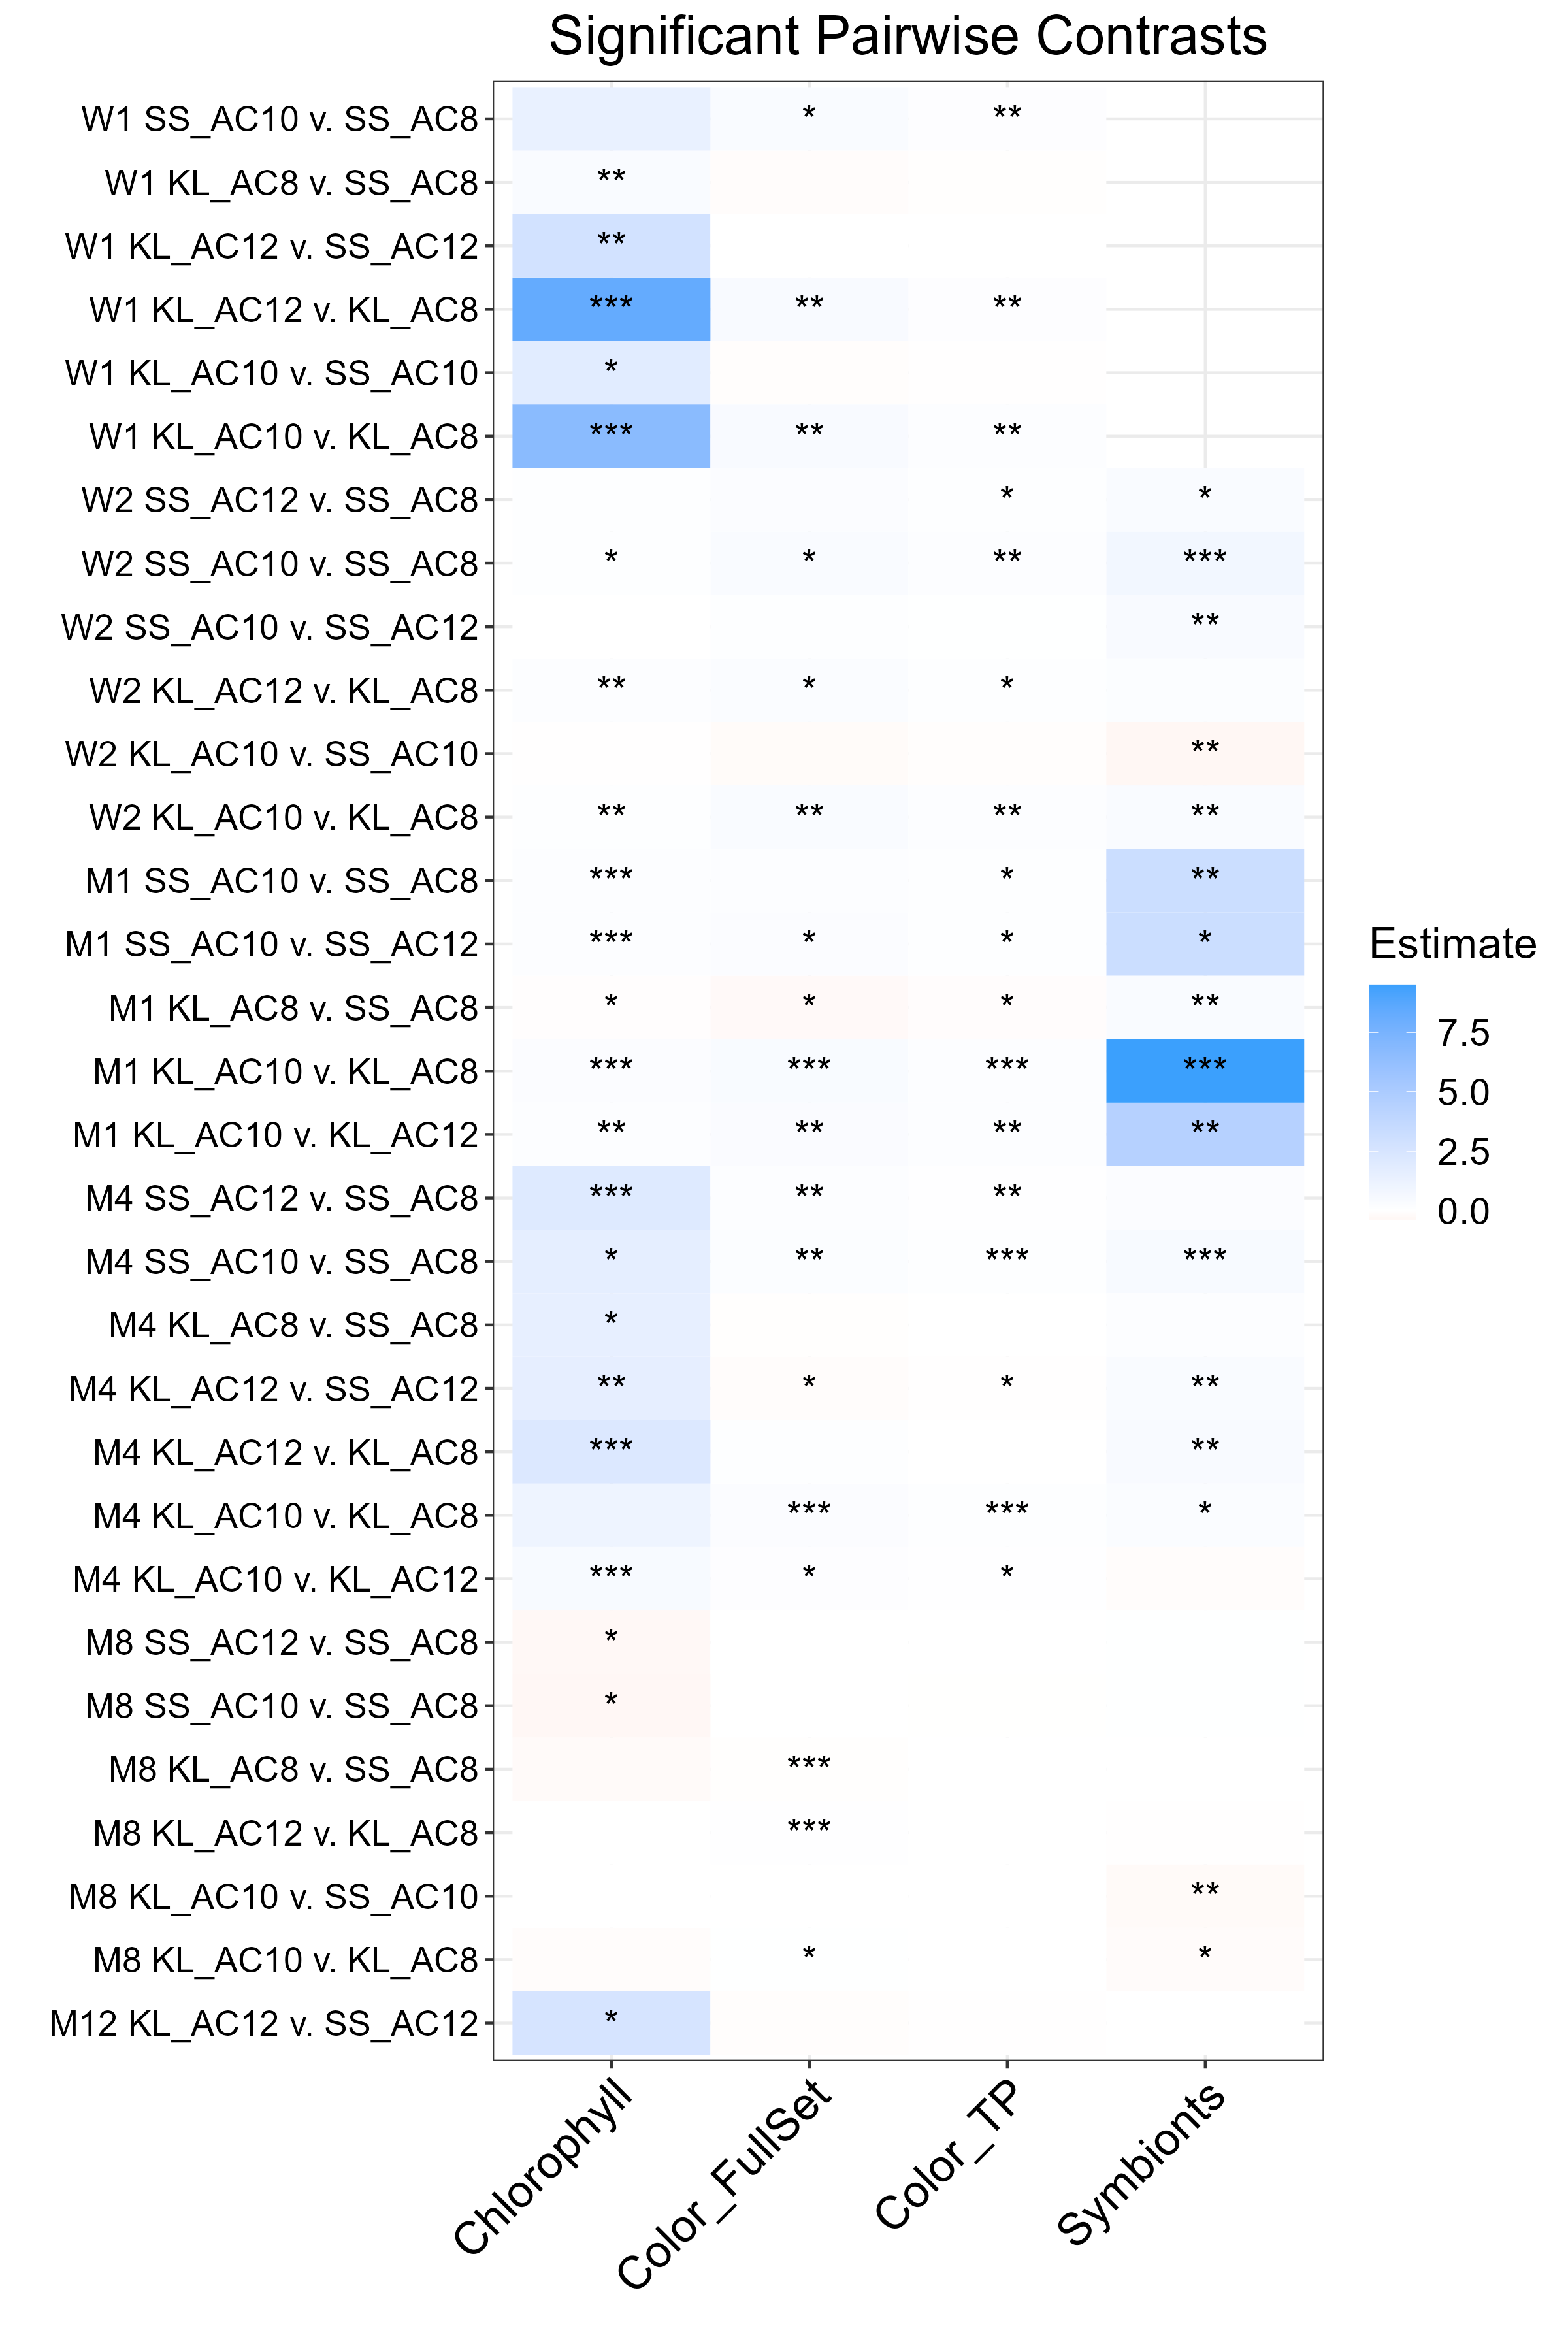 Significant Pairwise Contrasts
W1 SS_AC10 v. SS_AC8 * **
W1 KL_AC8 v. SS_AC8 **
W1 KL_AC12 v. SS_AC12 **
W1 KL_AC12 v. KL_AC8 *** ** **
W1 KL_AC10 v. SS_AC10 *
W1 KL_AC10 v. KL_AC8 *** ** **
W2 SS_AC12 v. SS_AC8 * *
W2 SS_AC10 v. SS_AC8 * * ** ***
W2 SS_AC10 v. SS_AC12 **
W2 KL_AC12 v. KL_AC8 ** * *
W2 KL_AC10 v. SS_AC10 **
W2 KL_AC10 v. KL_AC8 ** ** ** **
M1 SS_AC10 v. SS_AC8 *** * **
M1 SS_AC10 v. SS_AC12 *** * * *
M1 KL_AC8 v. SS_AC8 * * * **
M1 KL_AC10 v. KL_AC8 *** *** *** ***
M1 KL_AC10 v. KL_AC12 ** ** ** **
M4 SS_AC12 v. SS_AC8 *** ** **
M4 SS_AC10 v. SS_AC8 * ** *** ***
M4 KL_AC8 v. SS_AC8 *
M4 KL_AC12 v. SS_AC12 ** * * **
M4 KL_AC12 v. KL_AC8 *** **
M4 KL_AC10 v. KL_AC8 *** *** *
M4 KL_AC10 v. KL_AC12 *** * *
M8 SS_AC12 v. SS_AC8 *
M8 SS_AC10 v. SS_AC8 *
M8 KL_AC8 v. SS_AC8 ***
M8 KL_AC12 v. KL_AC8 ***
M8 KL_AC10 v. SS_AC10 **
M8 KL_AC10 v. KL_AC8 * *
M12 KL_AC12 v. SS_AC12 *
Chlorophyll
Color_FullSet
Color_TP
Symbionts
Estimate
7.5
5.0
2.5
0.0